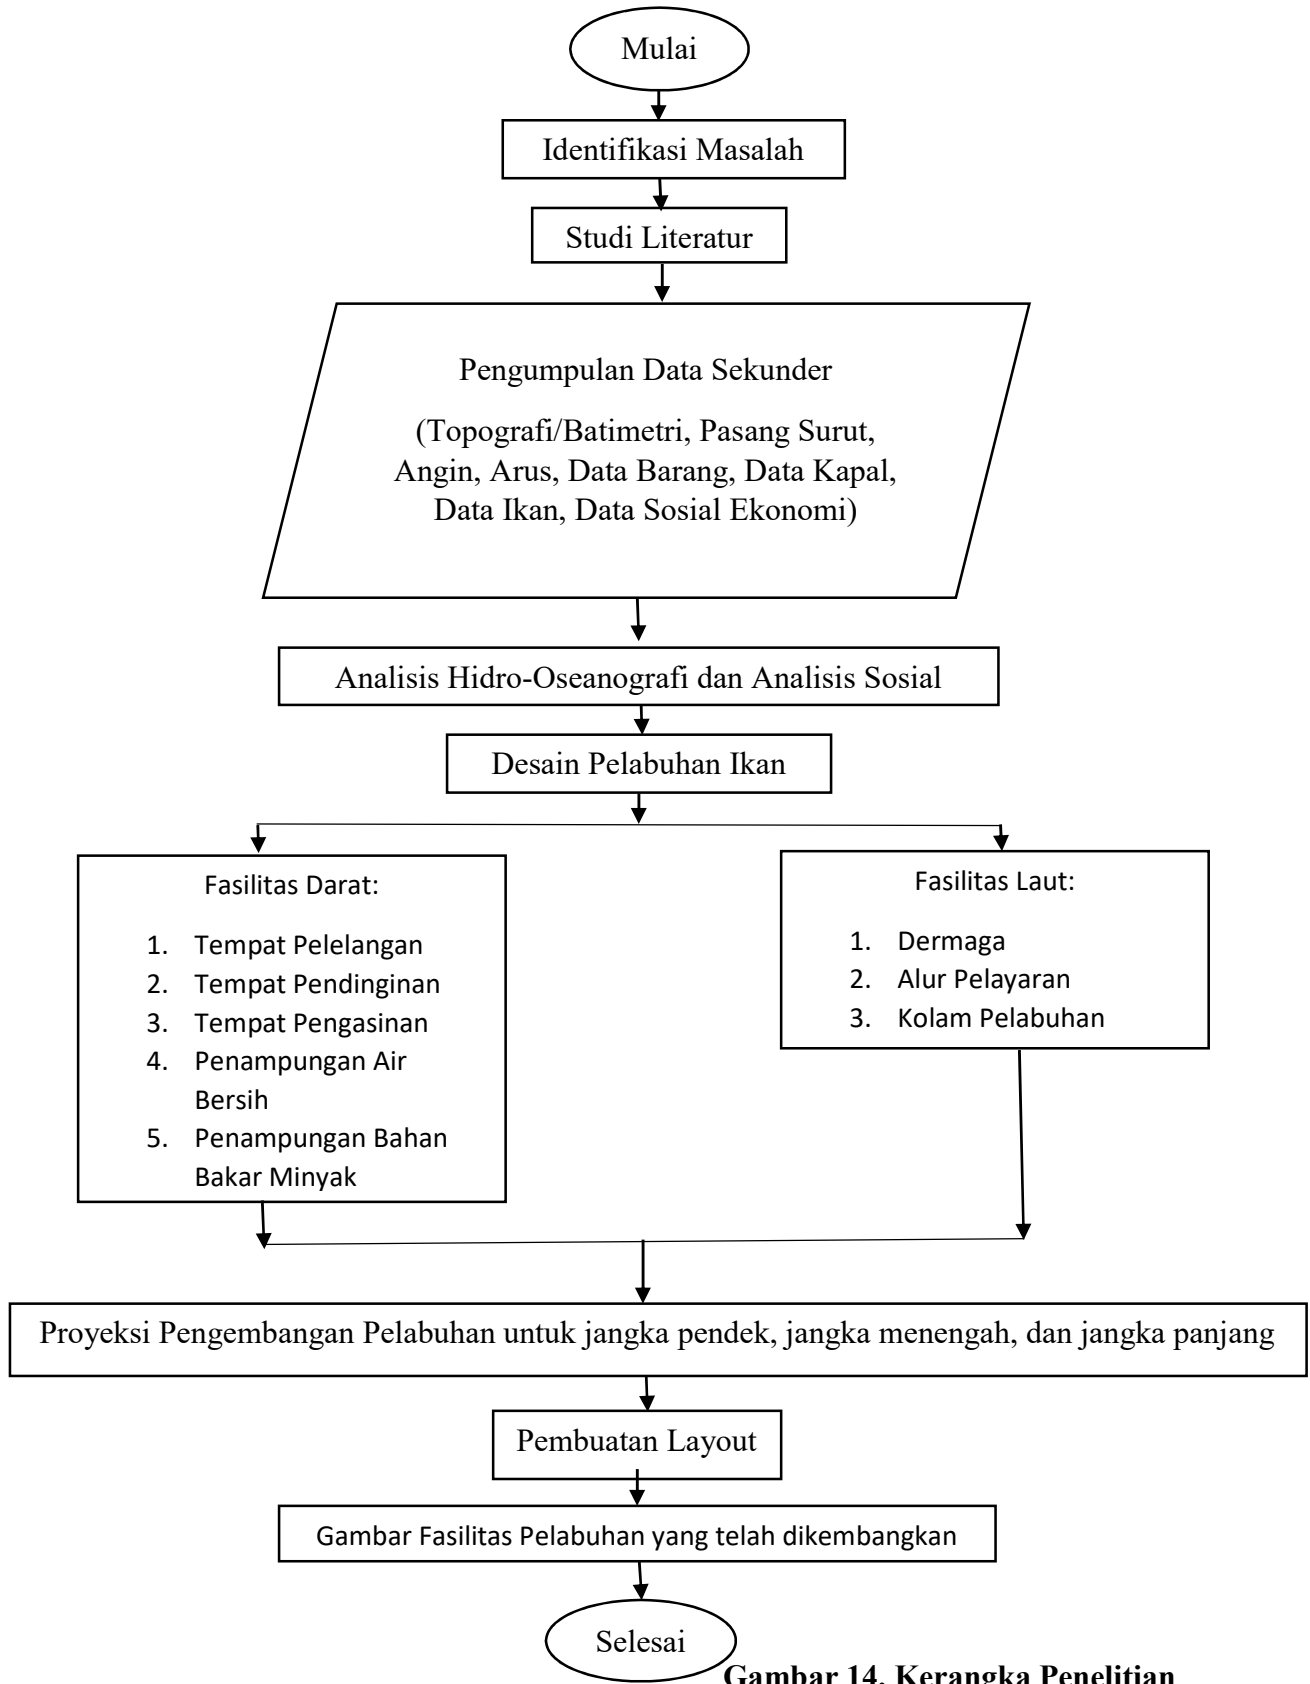 Mulai
Identifikasi Masalah
Studi Literatur
Pengumpulan Data Sekunder
(Topografi/Batimetri, Pasang Surut,
Angin, Arus, Data Barang, Data Kapal,
Data Ikan, Data Sosial Ekonomi)
Analisis Hidro-Oseanografi dan Analisis Sosial
Desain Pelabuhan Ikan
Fasilitas Darat:
1. Tempat Pelelangan
2. Tempat Pendinginan
3. Tempat Pengasinan
4. Penampungan Air
Bersih
5. Penampungan Bahan
Bakar Minyak
Fasilitas Laut:
1. Dermaga
2. Alur Pelayaran
3. Kolam Pelabuhan
Proyeksi Pengembangan Pelabuhan untuk jangka pendek, jangka menengah, dan jangka panjang
Pembuatan Layout
Gambar Fasilitas Pelabuhan yang telah dikembangkan
Selesai
Gambar 14. Kerangka Penelitian